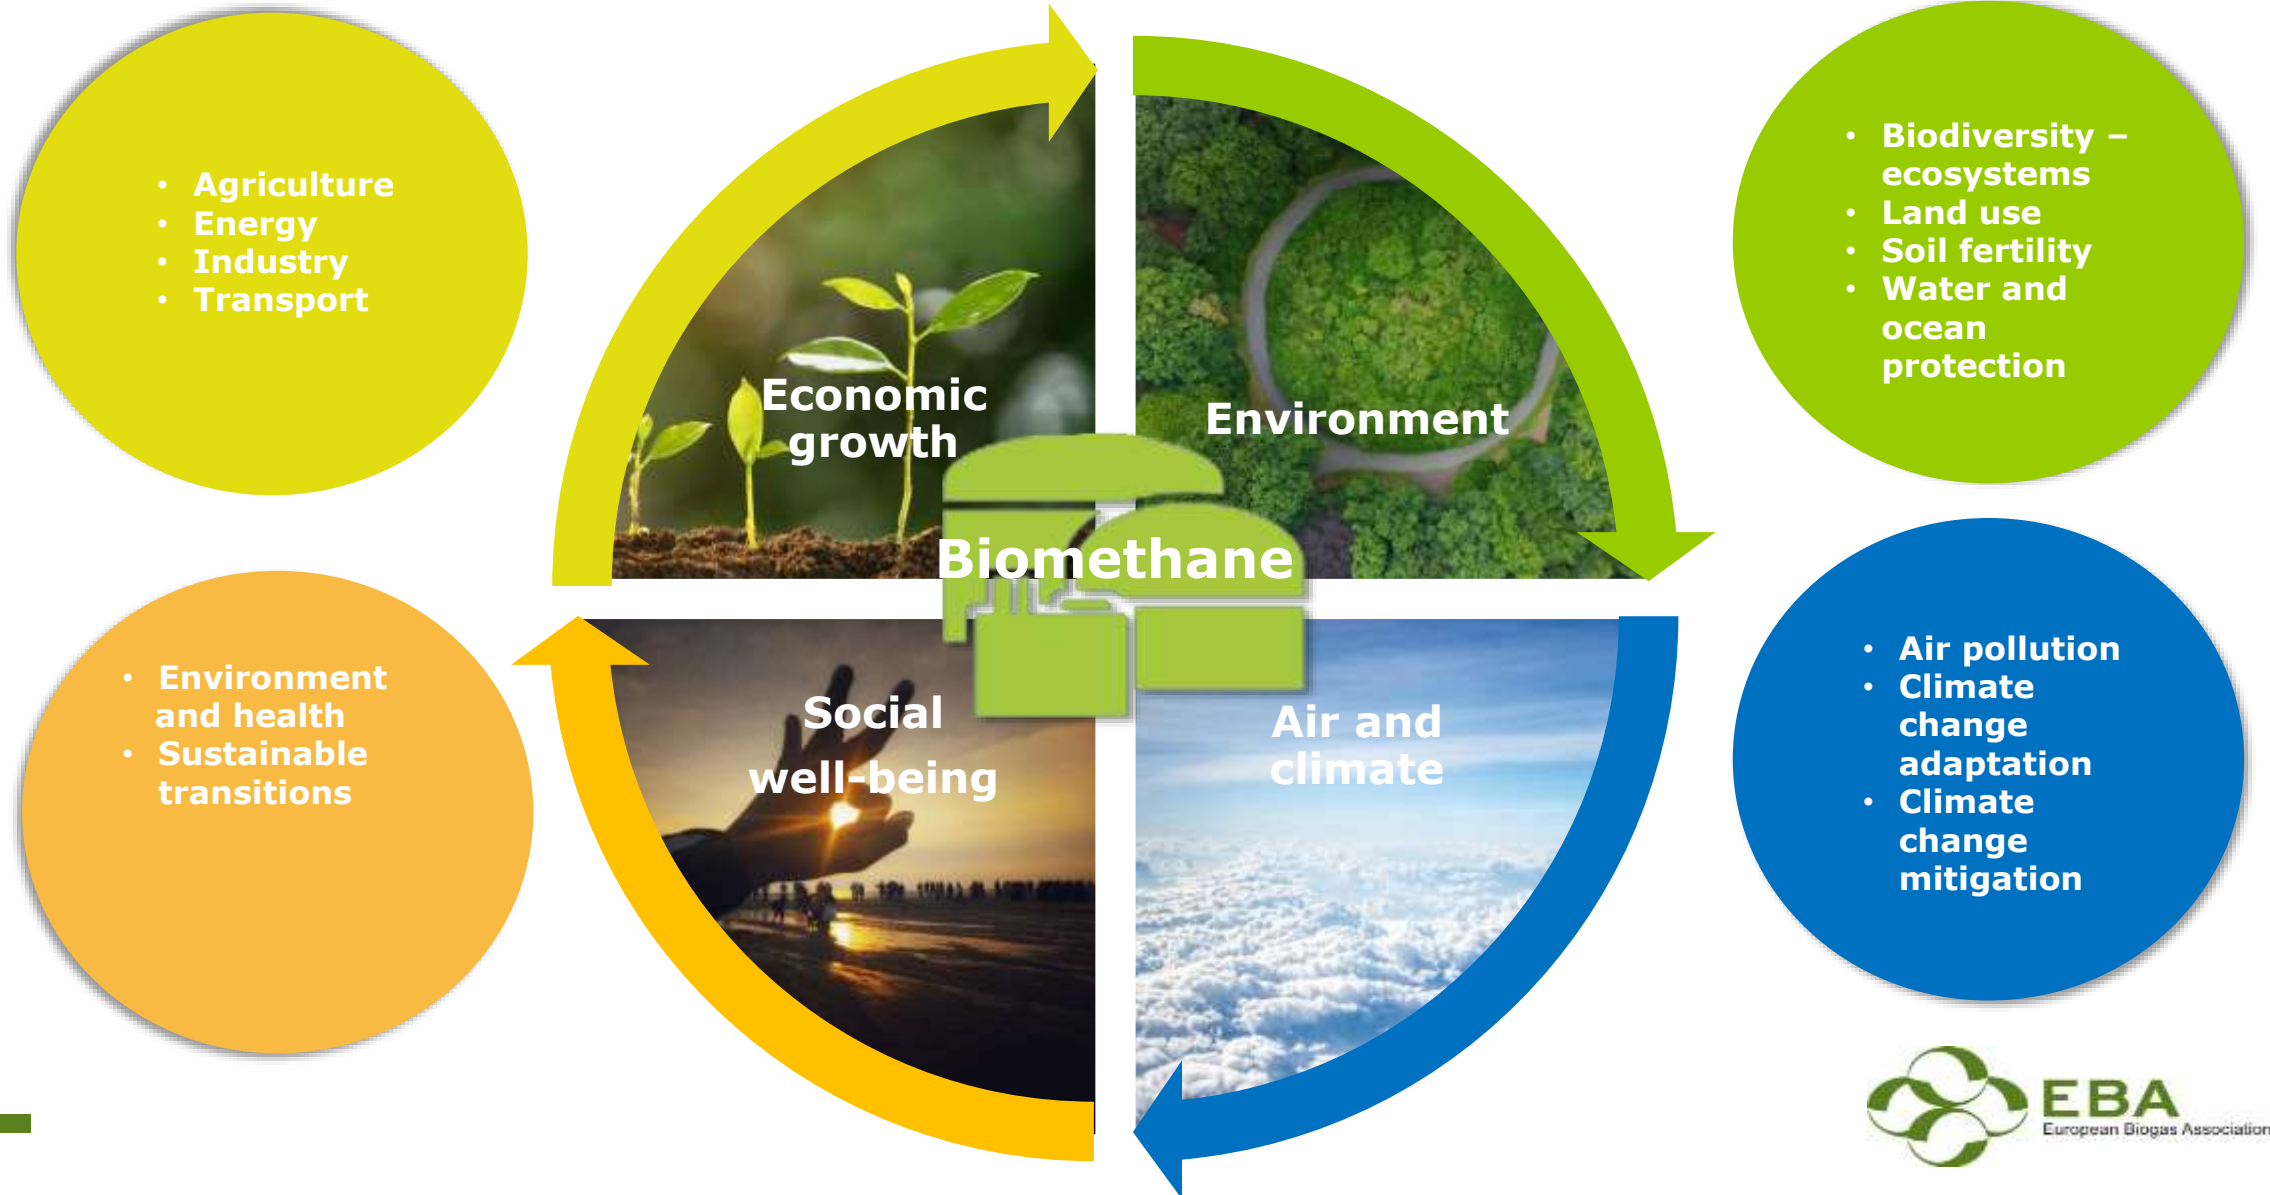 • Agriculture
• Energy
• Industry
• Transport
Economic
growth
Environment
• Biodiversity –
ecosystems
• Land use
• Soil fertility
• Water and
ocean
protection
Biomethane
• Environment
and health
• Sustainable
transitions
Social
well-being
Air and
climate
• Air pollution
• Climate
change
adaptation
• Climate
change
mitigation
EBA
European Biogas Association